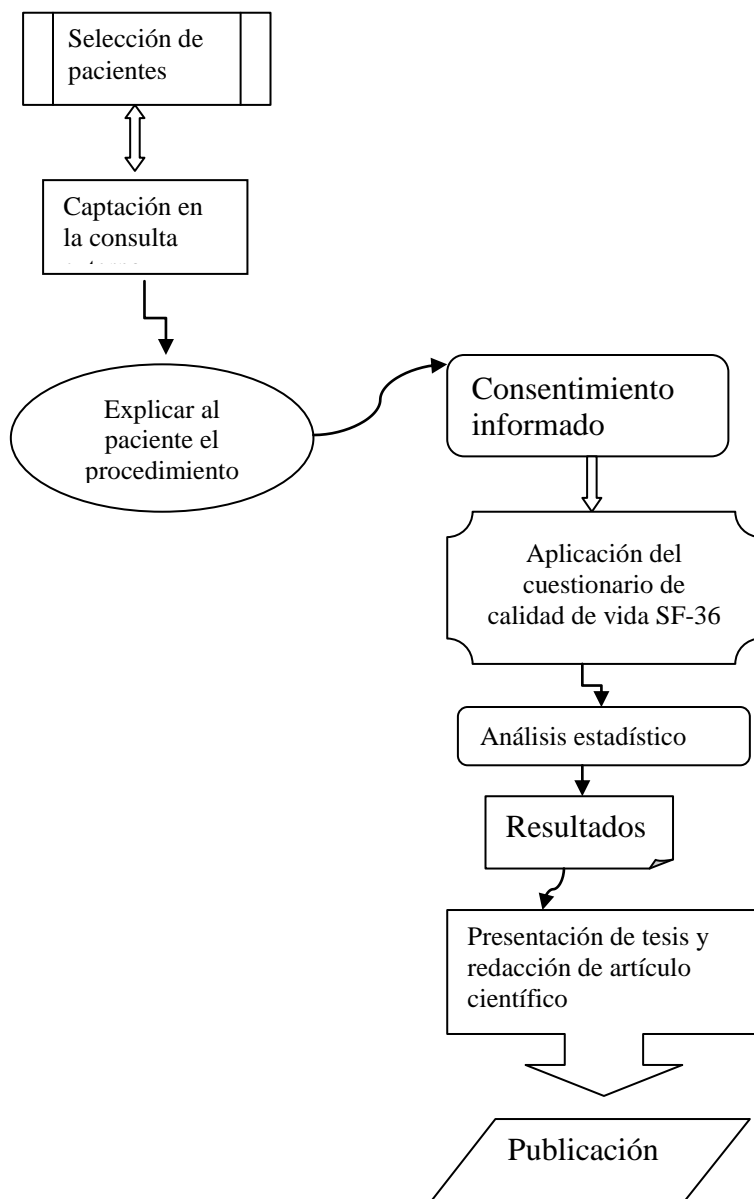 Selección de
pacientes
Captación en
la consulta
Explicar al
paciente el
procedimiento
Consentimiento
informado
Aplicación del
cuestionario de
calidad de vida SF-36
Análisis estadístico
Resultados
Presentación de tesis y
redacción de artículo
científico
Publicación